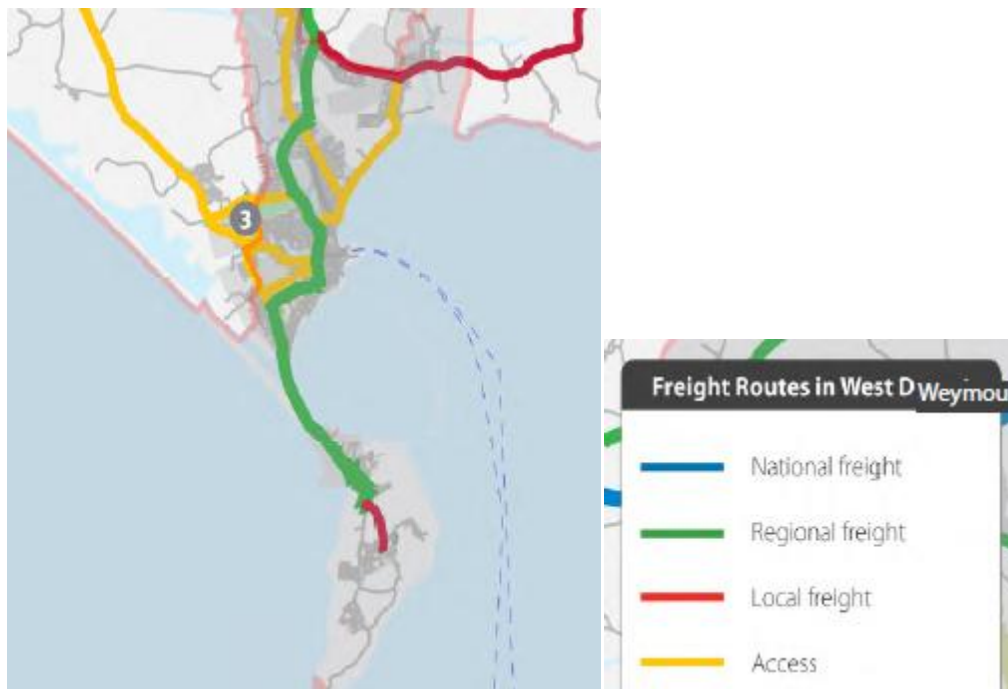 3
Freight Routes in West D
Weymou
National freight
Regional freight
Local freight
Access